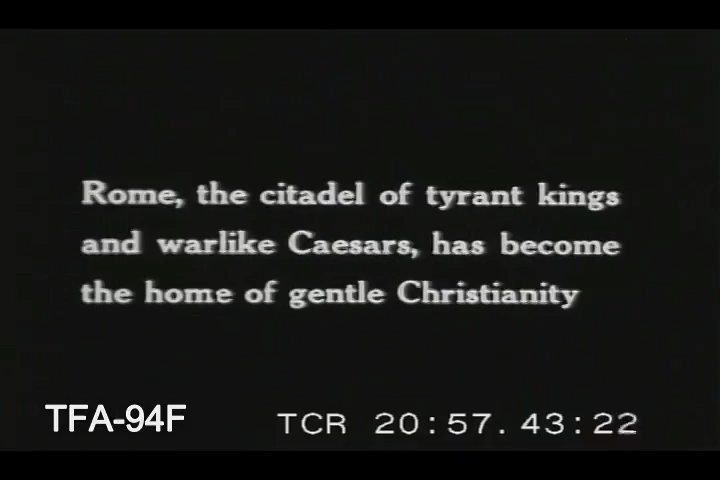 Rome, the citadel of tyrant kings
and warlike Caesars, has become
the home of gentle Christianity
TFA-94F
TCR 20:57.43:22